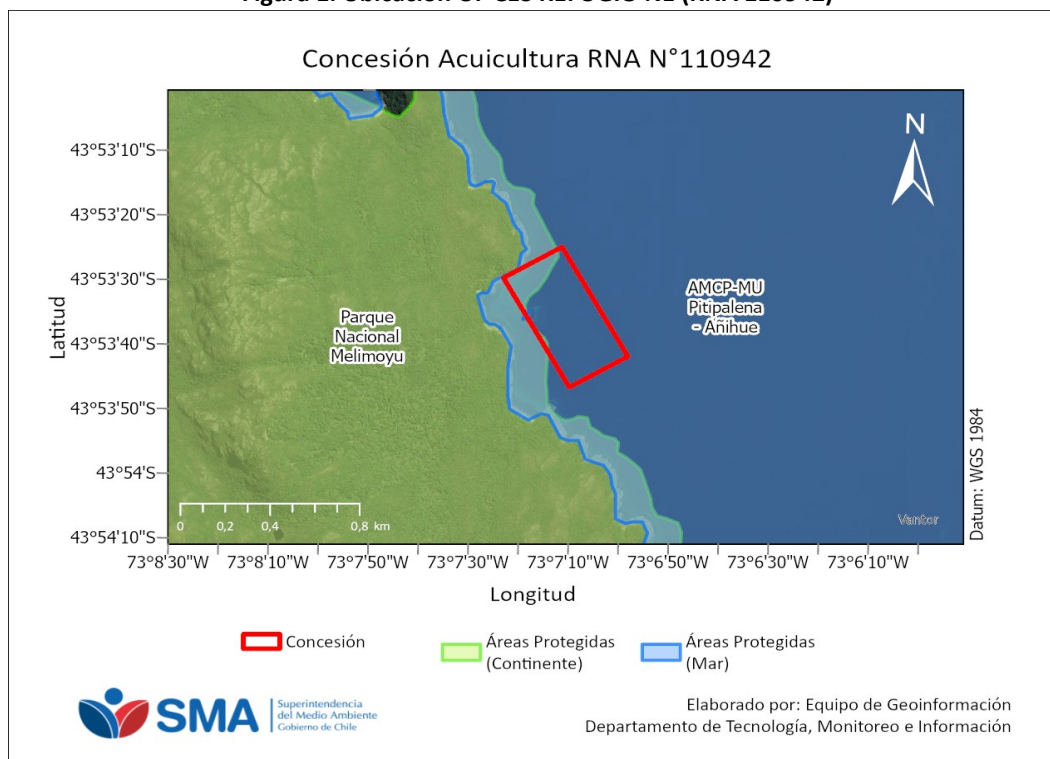 Concesión Acuicultura RNA N°110942
N
43°53'10"S
43°53'20"S
43°53'30"S
43°53'40"S
43°53'50"S
43°54'S
43°54'10"S
Latitud
Parque
Nacional
Melimoyu
AMCP-MU
Pitipalena
- Añihue
Datum: WGS 1984
Vantor
0 0,2 0,4 0,8 km
73°8'30"W 73°8'10"W 73°7'50"W 73°7'30"W 73°7'10"W 73°6'50"W 73°6'30"W 73°6'10"W
Longitud
Concesión
Áreas Protegidas
(Continente)
Áreas Protegidas
(Mar)
SMA
Superintendencia
del Medio Ambiente
Gobierno de Chile
Elaborado por: Equipo de Geoinformación
Departamento de Tecnología, Monitoreo e Información